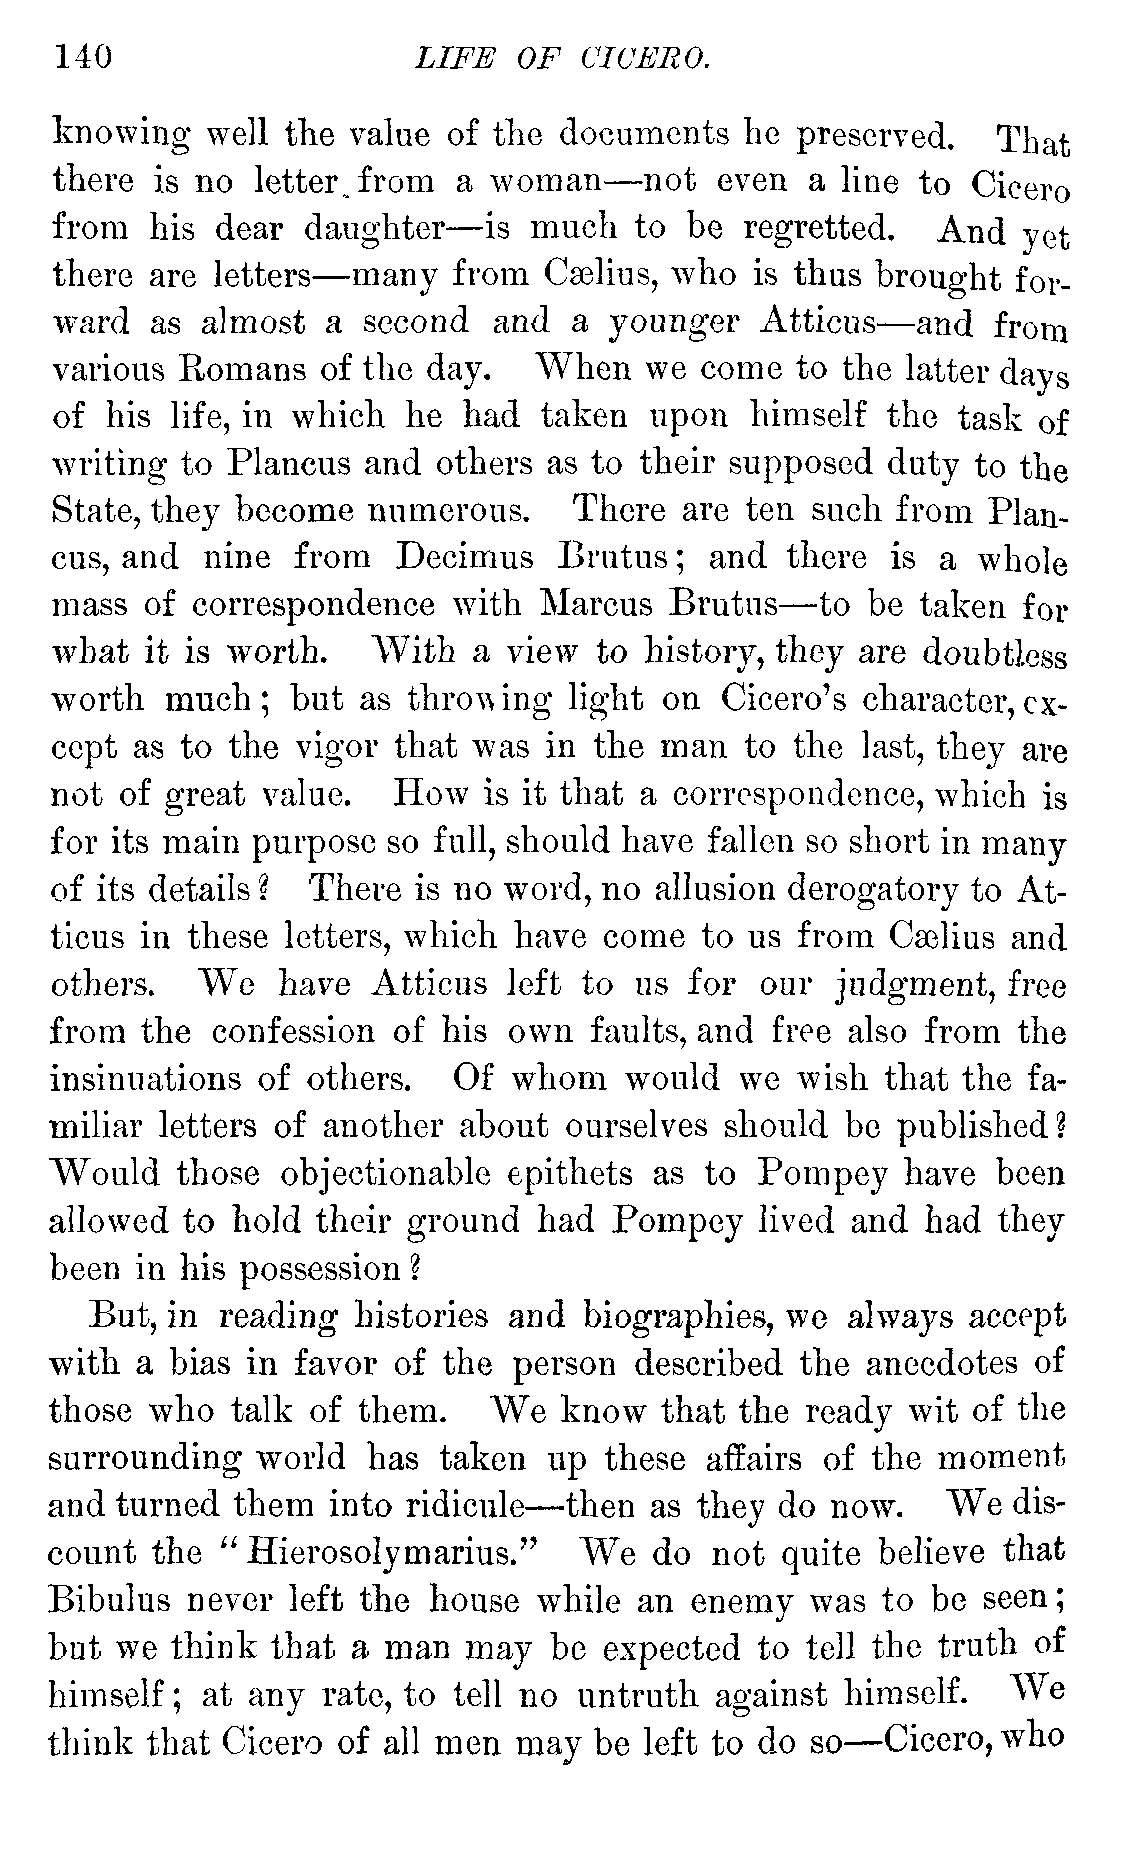 140 LIFE OF CICERO.
knowing well the value of the documents he preserved. That
there is no letter from a woman—not even a line to Cicero
from his dear daughter—is much to be regretted. And yet
there are letters—many from Cælius, who is thus brought for-
ward as almost a second and a younger Atticus—and from
various Romans of the day. When we come to the latter days
of his life, in which he had taken upon himself the task of
writing to Plancus and others as to their supposed duty to the
State, they become numerous. There are ten such from Plan-
cus, and nine from Decimus Brutus; and there is a whole
mass of correspondence with Marcus Brutus—to be taken for
what it is worth. With a view to history, they are doubtless
worth much; but as throwing light on Cicero's character, ex-
cept as to the vigor that was in the man to the last, they are
not of great value. How is it that a correspondence, which is
for its main purpose so full, should have fallen so short in many
of its details? There is no word, no allusion derogatory to At-
ticus in these letters, which have come to us from Cælius and
others. We have Atticus left to us for our judgment, free
from the confession of his own faults, and free also from the
insinuations of others. Of whom would we wish that the fa-
miliar letters of another about ourselves should be published?
Would those objectionable epithets as to Pompey have been
allowed to hold their ground had Pompey lived and had they
been in his possession?
But, in reading histories and biographies, we always accept
with a bias in favor of the person described the anecdotes of
those who talk of them. We know that the ready wit of the
surrounding world has taken up these affairs of the moment
and turned them into ridicule—then as they do now. We dis-
count the "Hierosolymarius." We do not quite believe that
Bibulus never left the house while an enemy was to be seen;
but we think that a man may be expected to tell the truth of
himself; at any rate, to tell no untruth against himself. We
think that Cicero of all men may be left to do so—Cicero, who